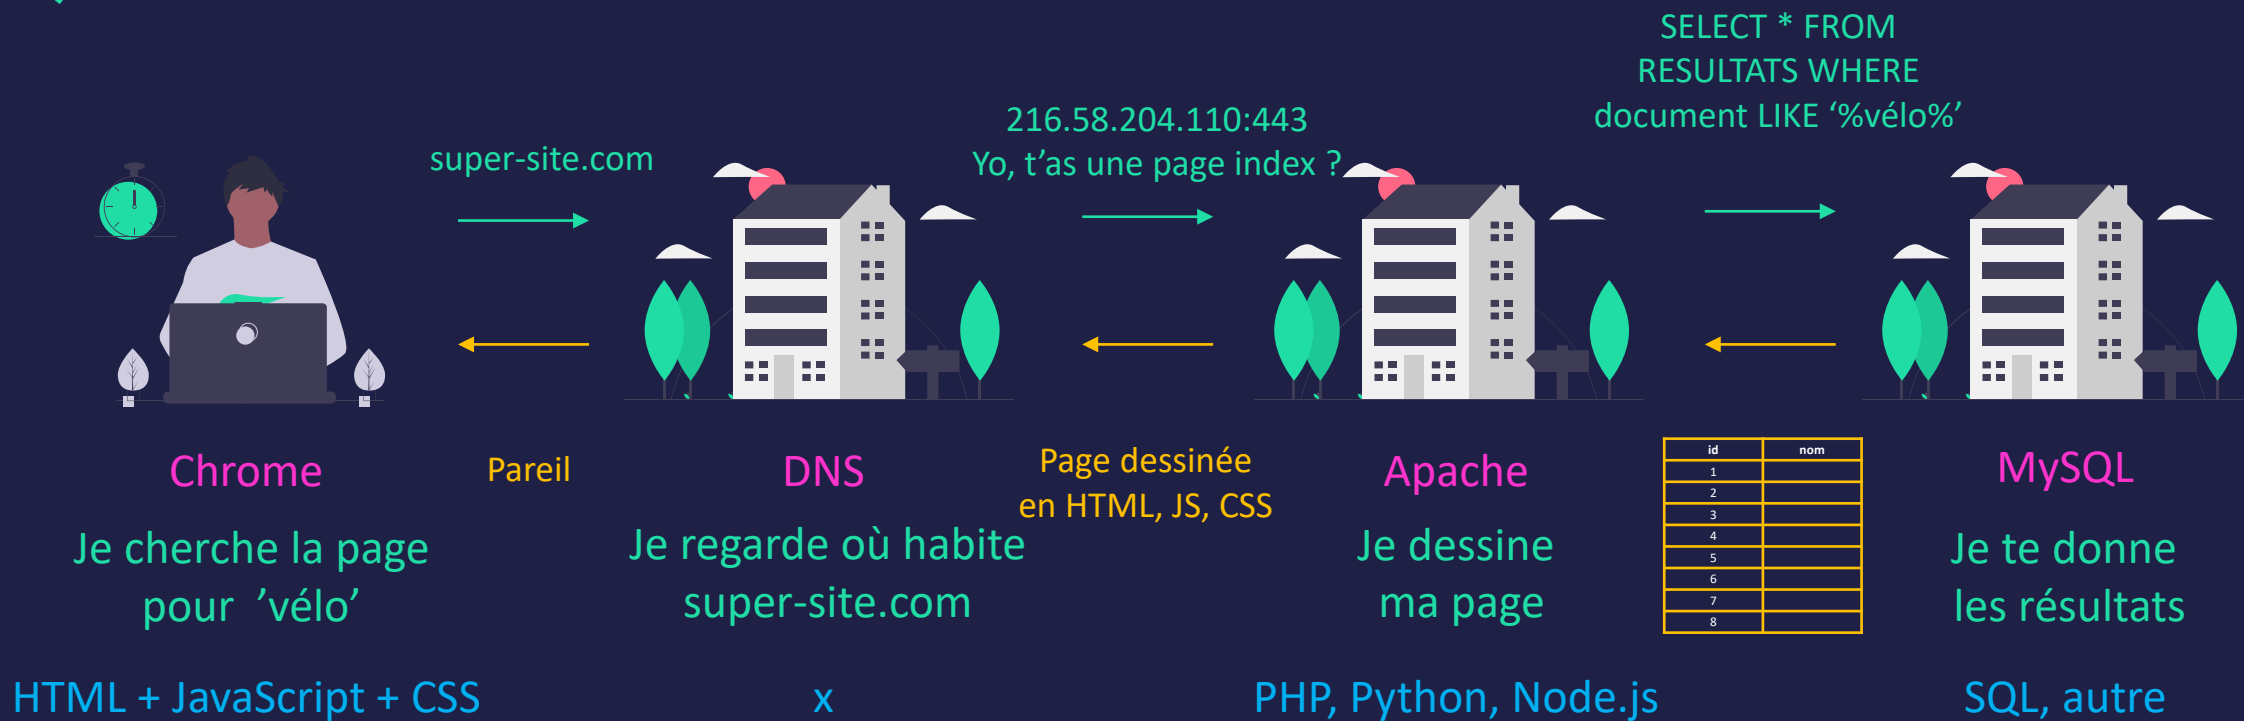 SELECT * FROM
RESULTATS WHERE
document LIKE ‘%vélo%’
216.58.204.110:443
Yo, t’as une page index ?
super-site.com
Chrome
Pareil
DNS
Page dessinée
en HTML, JS, CSS
Apache
id nom
1
2
3
4
5
6
7
8
MySQL
Je cherche la page
pour ’vélo’
Je regarde où habite
super-site.com
Je dessine
ma page
Je te donne
les résultats
HTML + JavaScript + CSS
x
PHP, Python, Node.js
SQL, autre